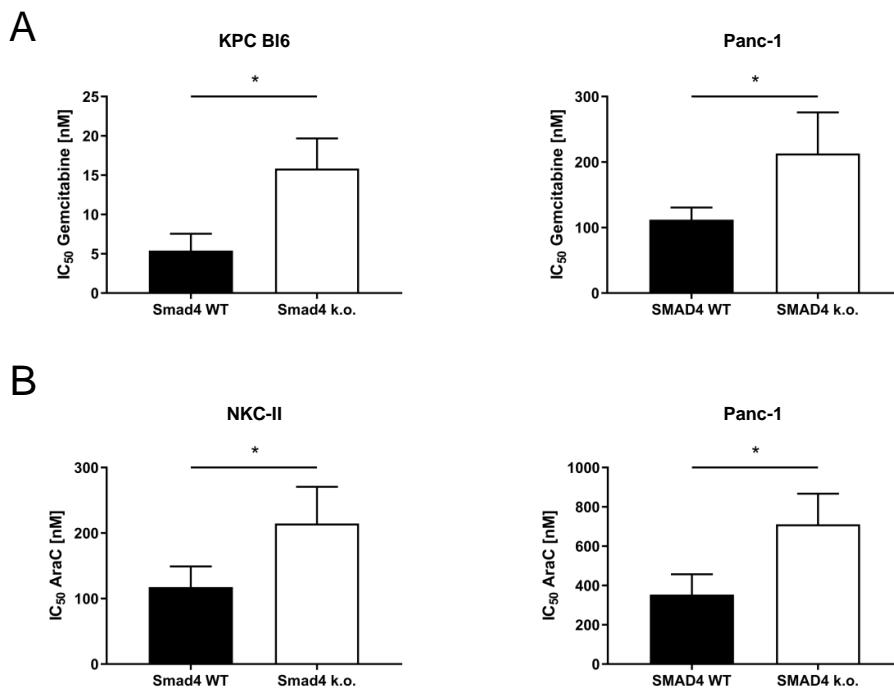 A
KPC Bl6
Panc-1
*
*
IC50 Gemcitabine [nM]
25
20
15
10
5
0
Smad4 WT
Smad4 k.o.
IC50 Gemcitabine [nM]
300
200
100
0
SMAD4 WT
SMAD4 k.o.
B
NKC-II
Panc-1
*
*
IC50 AraC [nM]
300
200
100
0
Smad4 WT
Smad4 k.o.
IC50 AraC [nM]
1000
800
600
400
200
0
SMAD4 WT
SMAD4 k.o.